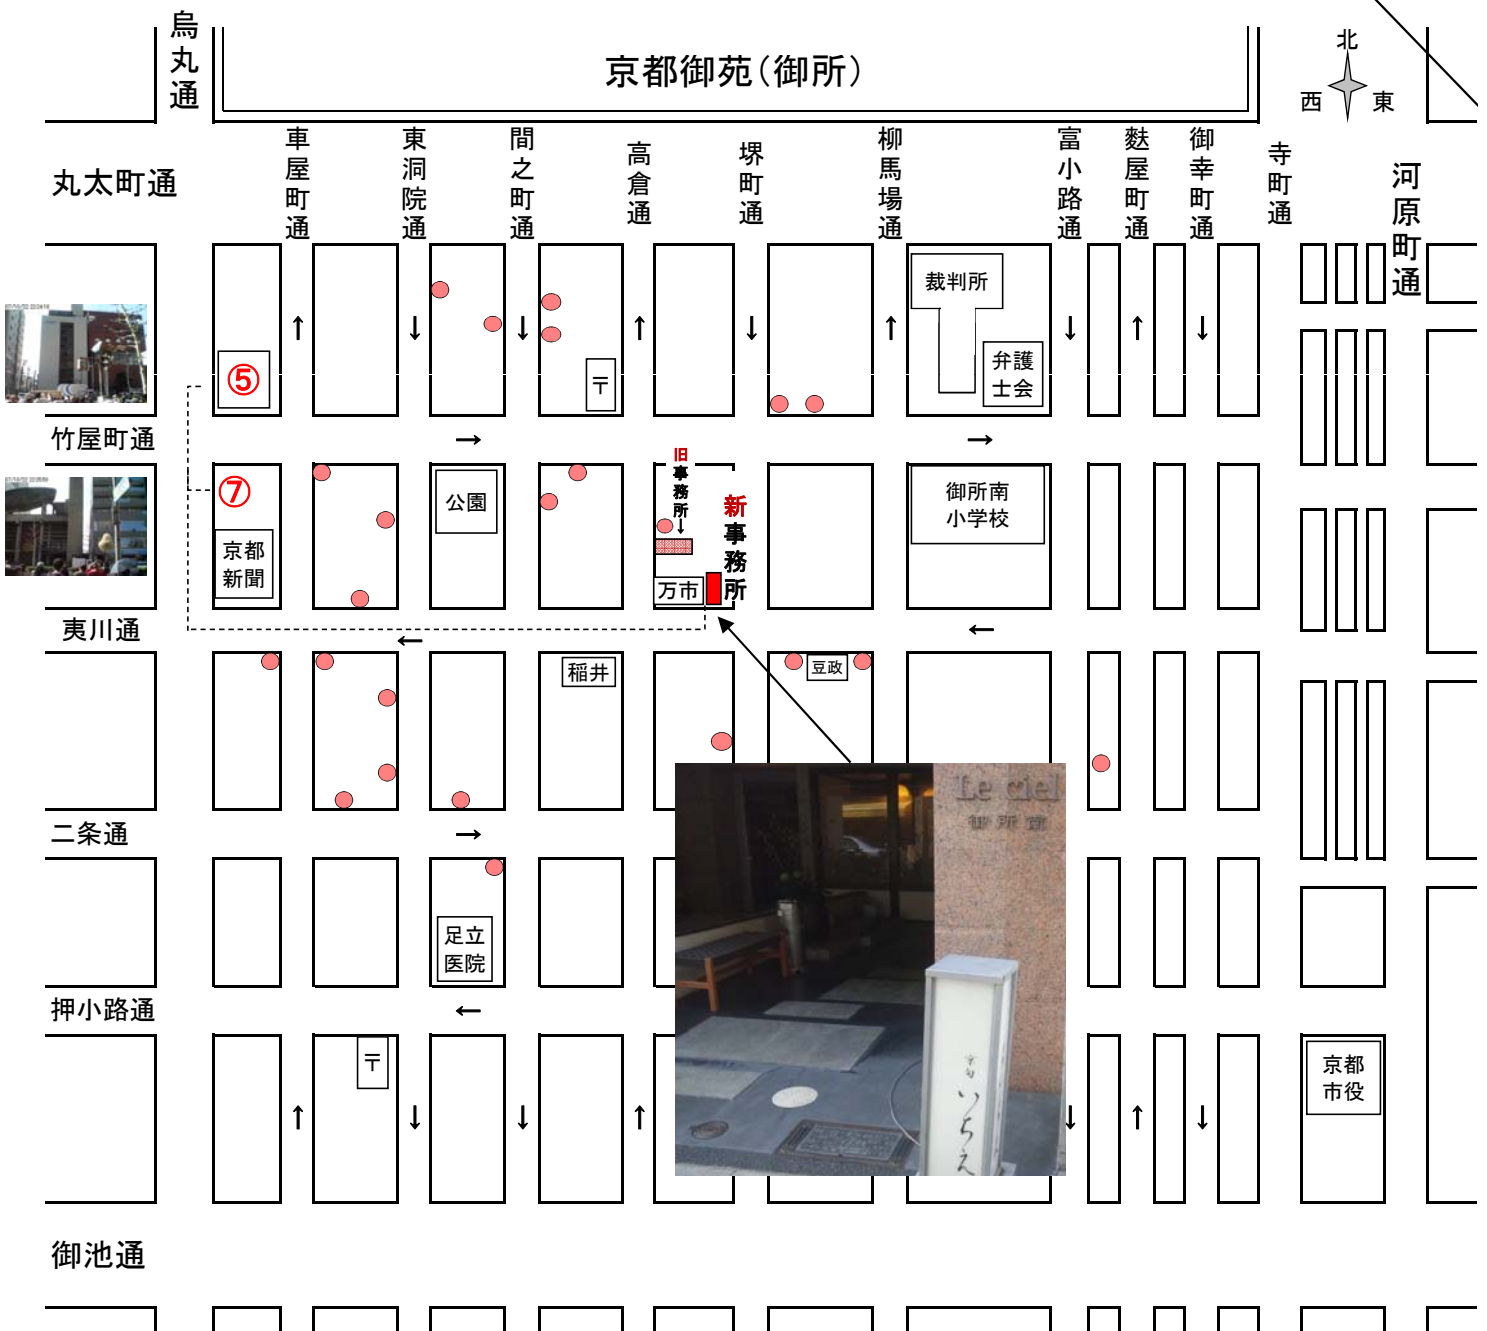 烏丸通
京都御苑（御所）
北
西
東
丸太町通
車屋町通
東洞院通
間之町通
高倉通
堺町通
柳馬場通
富小路通
麩屋町通
御幸町通
寺町通
河原町通
↑
↓
↓
↑
↓
↑
↓
↑
↓
裁判所
弁護
士会
⑤
〒
竹屋町通
→
→
⑦
京都
新聞
公園
旧事務所↓
新事務所
万市
御所南
小学校
夷川通
←
←
稲井
豆政
Le ciel
御所南
二条通
→
足立
医院
押小路通
←
〒
いちえ
京都
市役
↑
↓
↓
↑
↓
↑
↓
御池通